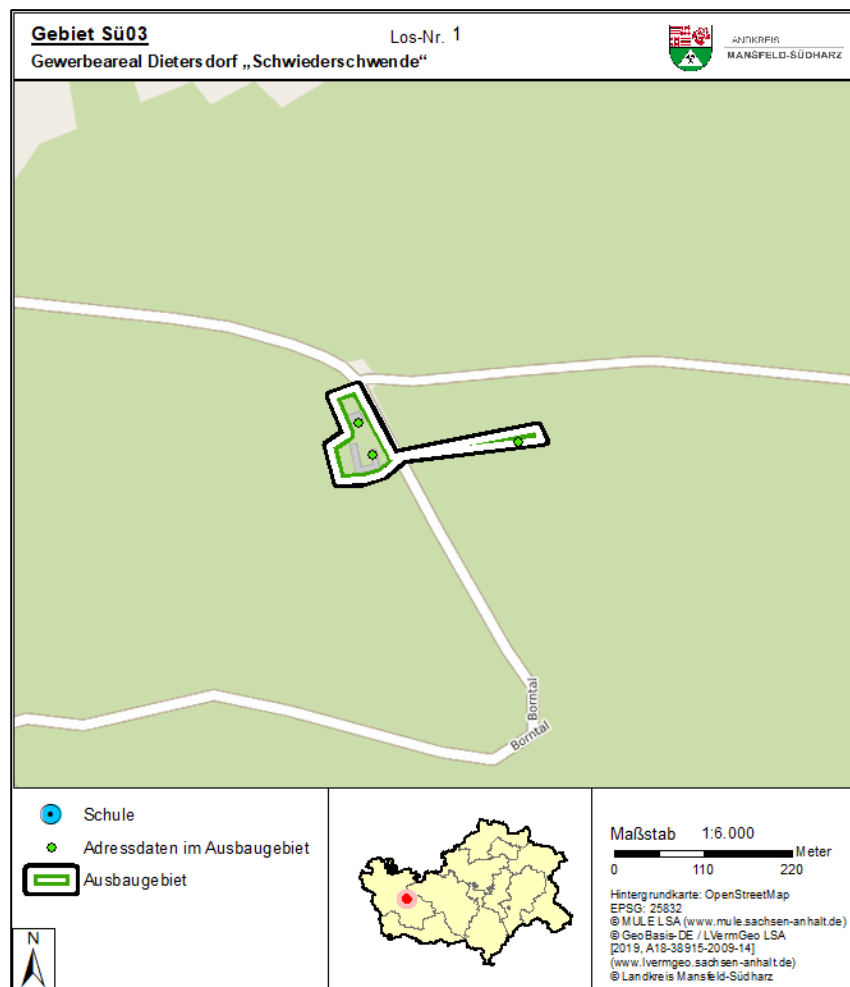 Gebiet Sü03
Los-Nr. 1
Gewerbeareal Dietersdorf „Schwiederschwende“
ANDKREIS
MANSFELD-SÜDHARZ
Borntal
Borntal
Schule
Adressdaten im Ausbaugebiet
Ausbaugebiet
N
Maßstab 1:6.000
Meter
0 110 220
Hintergrundkarte: OpenStreetMap
EPSG: 25832
© MULE LSA (www.mule.sachsen-anhalt.de)
© GeoBasis-DE / LVermGeo LSA
[2019, A18-38915-2009-14]
(www.lvermgeo.sachsen-anhalt.de)
© Landkreis Mansfeld-Südharz